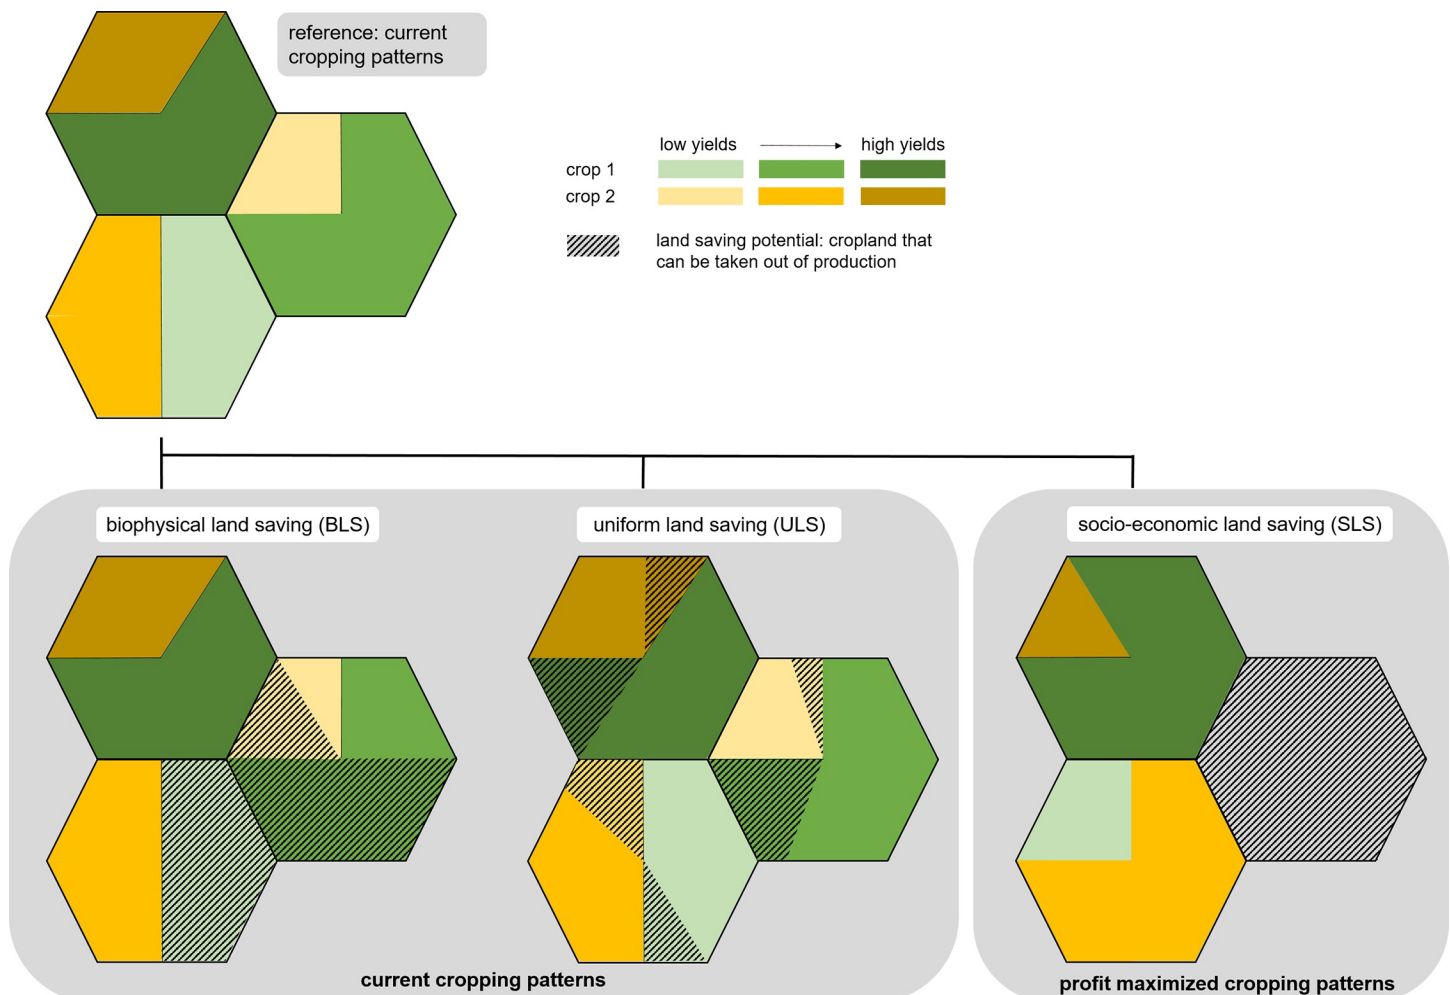 reference: current
cropping patterns
low yields
high yields
crop 1
crop 2
land saving potential: cropland that
can be taken out of production
biophysical land saving (BLS)
uniform land saving (ULS)
socio-economic land saving (SLS)
current cropping patterns
profit maximized cropping patterns